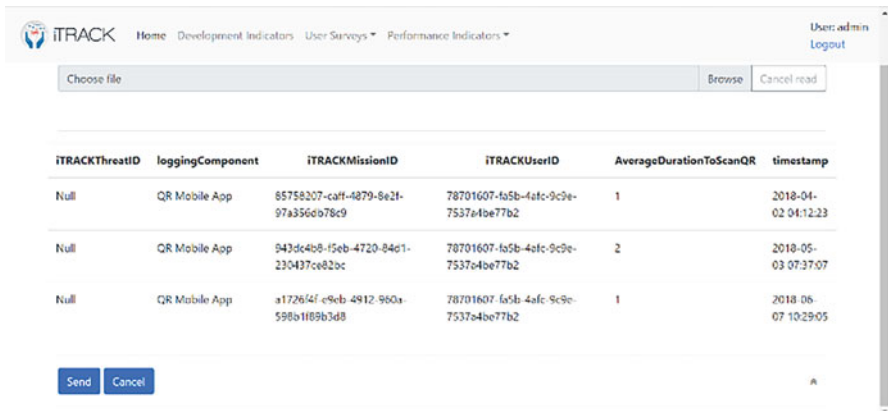 iTRACK Home Development Indicators User Surveys Performance Indicators User: admin
Logout
Choose file Browse Cancel read
iTRACKThreatID loggingComponent iTRACKMissionID iTRACKUserID AverageDurationToScanQR timestamp
Null QR Mobile App 85758207-caff-4879-8e2f- 78701607-fa5b-4afc-9c9e- 1 2018-04-
97a356db78c9 7537a4be77b2 02 04:12:23
Null QR Mobile App 943dc4b8-f5eb-4720-84d1- 78701607-fa5b-4afc-9c9e- 2 2018-05-
230437ce82bc 7537a4be77b2 03 07:37:07
Null QR Mobile App a1726f4f-e9eb-4912-960a- 78701607-fa5b-4afc-9c9e- 1 2018-06-
598b1f89b3d8 7537a4be77b2 07 10:29:05
Send Cancel